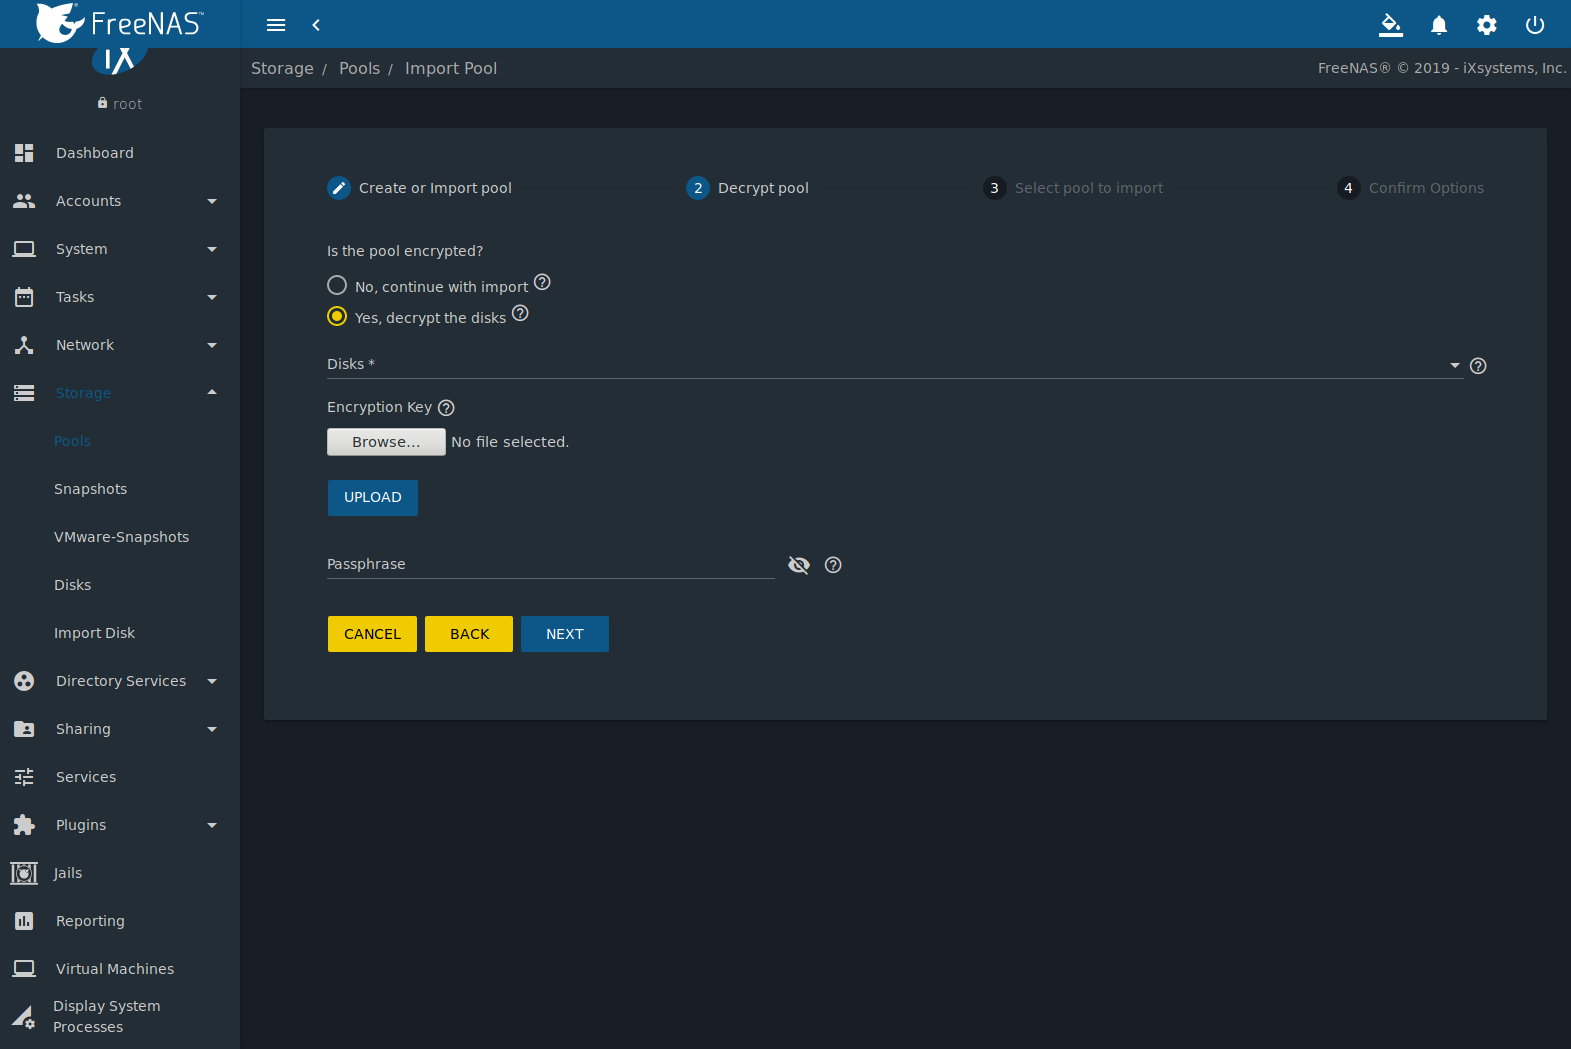 FreeNAS™
iX
root
Storage / Pools / Import Pool
FreeNAS® © 2019 - iXsystems, Inc.
Dashboard
Accounts
System
Tasks
Network
Storage
Pools
Snapshots
VMware-Snapshots
Disks
Import Disk
Directory Services
Sharing
Services
Plugins
Jails
Reporting
Virtual Machines
Display System
Processes
Create or Import pool
2 Decrypt pool
3 Select pool to import
4 Confirm Options
Is the pool encrypted?
No, continue with import
Yes, decrypt the disks
Disks *
Encryption Key
Browse... No file selected.
UPLOAD
Passphrase
CANCEL BACK NEXT